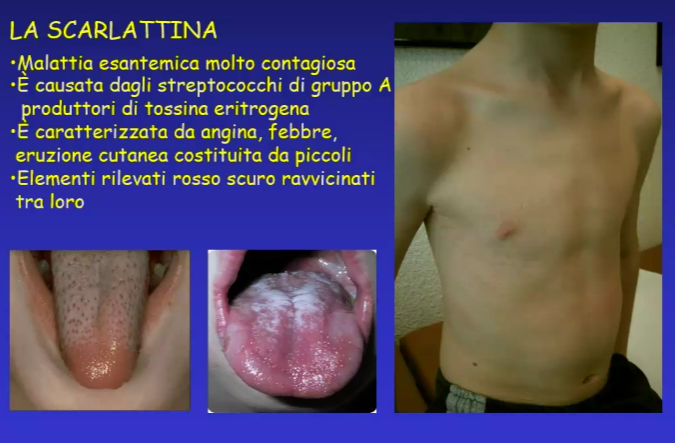 LA SCARLATTINA
•Malattia esantemica molto contagiosa
•È causata dagli streptococchi di gruppo A
produttori di tossina eritrogena
•È caratterizzata da angina, febbre,
eruzione cutanea costituita da piccoli
•Elementi rilevati rosso scuro ravvicinati
tra loro